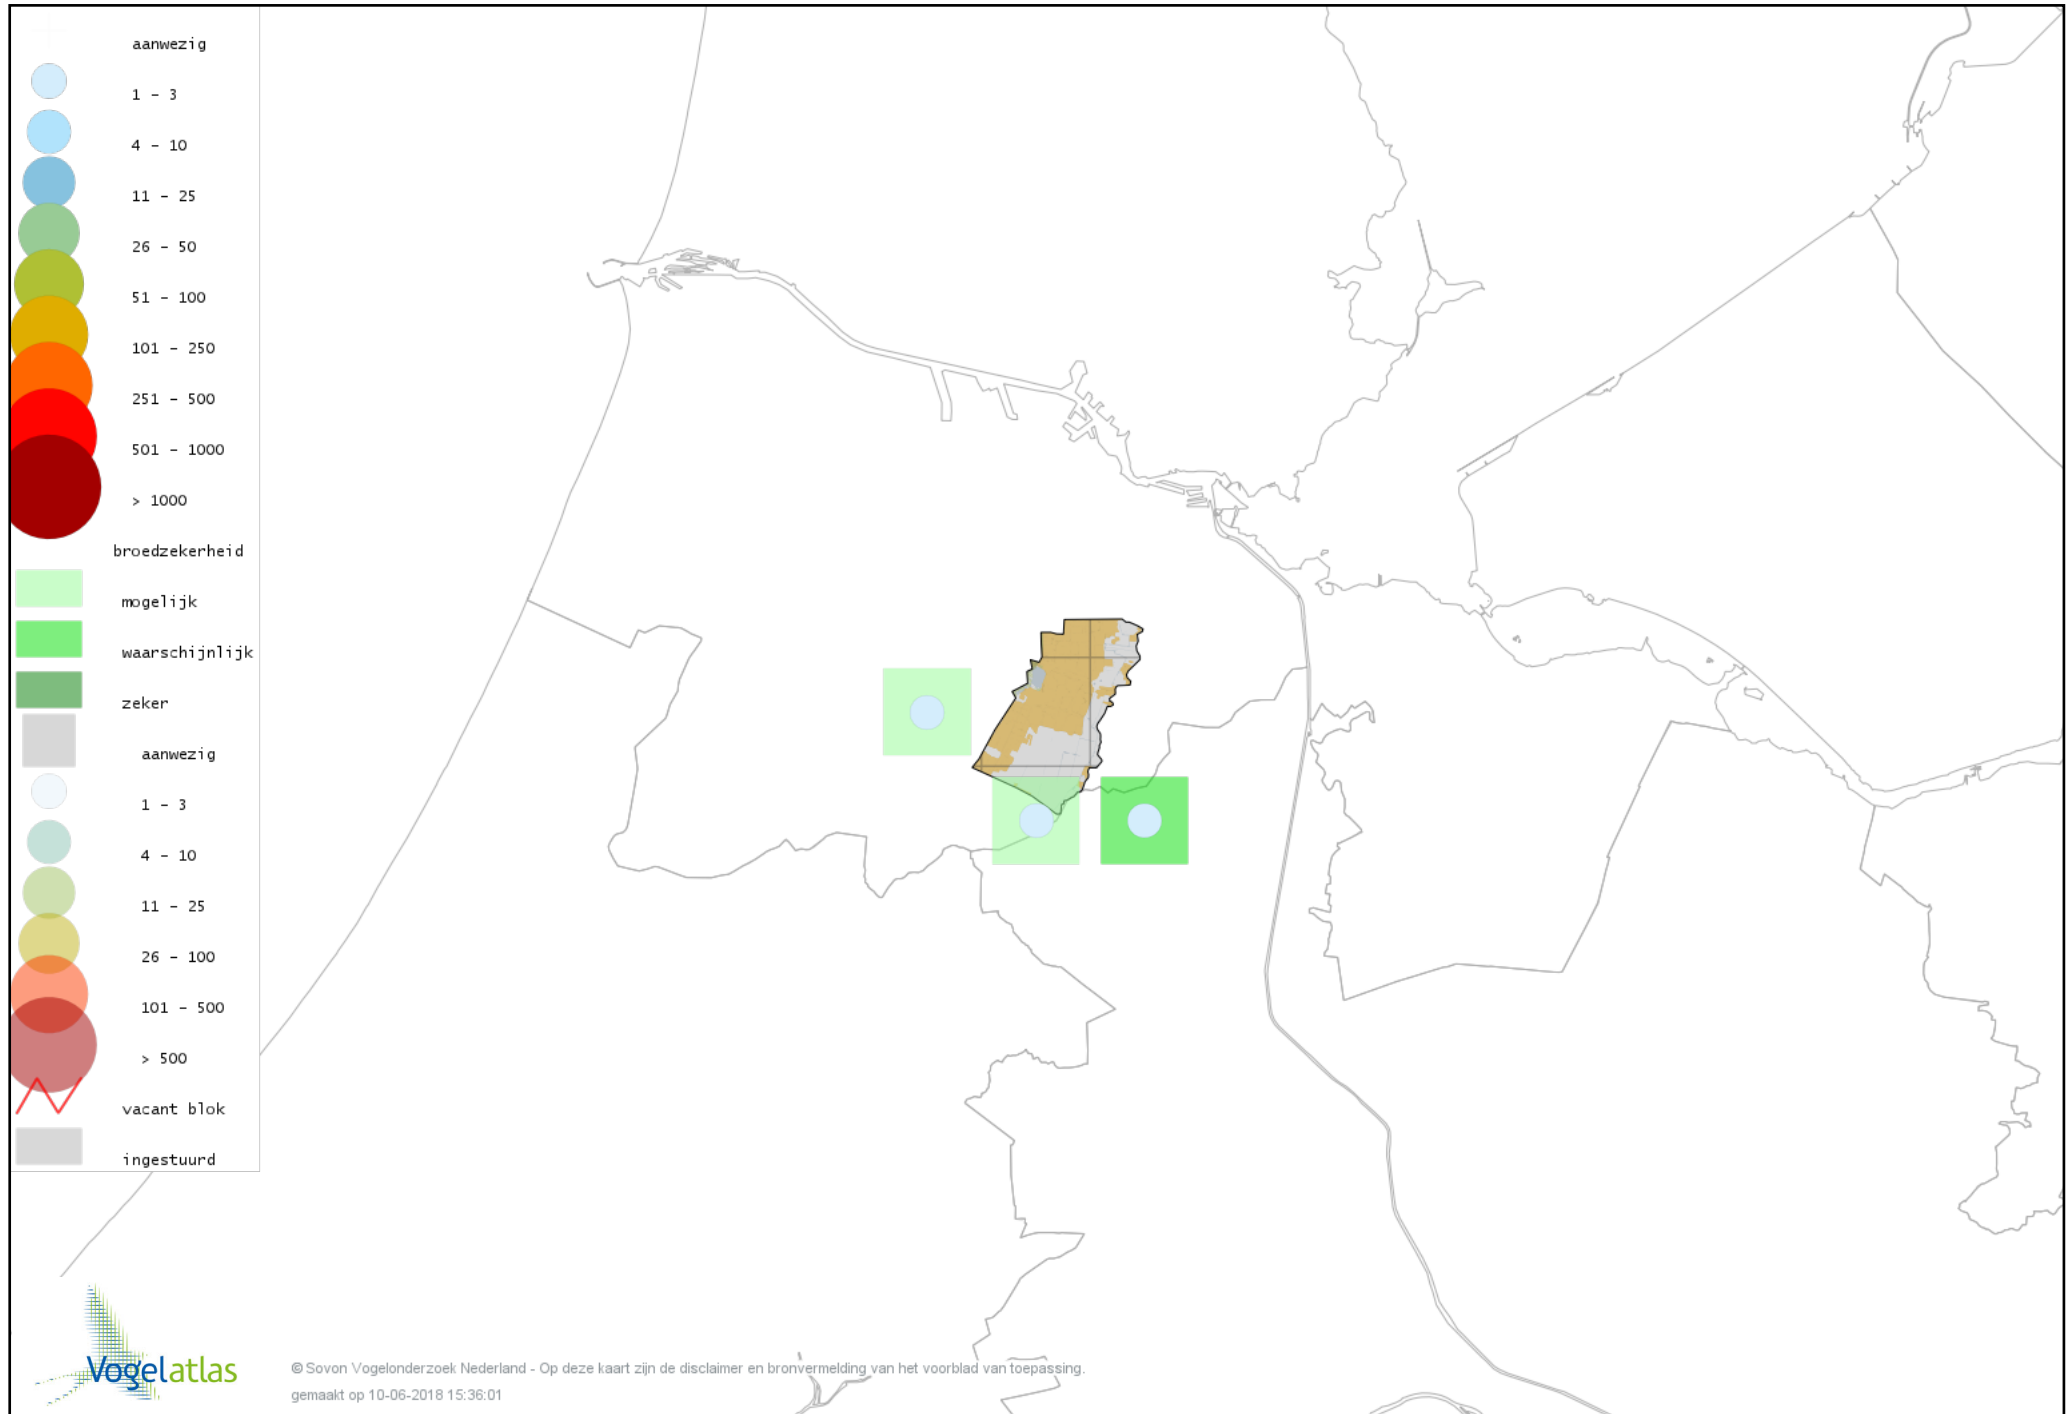 aanwezig
1 - 3
4 - 10
11 - 25
26 - 50
51 - 100
101 - 250
251 - 500
501 - 1000
> 1000
broedzekerheid
mogelijk
waarschijnlijk
zeker
aanwezig
1 - 3
4 - 10
11 - 25
26 - 100
101 - 500
> 500
vacant blok
ingestuurd
Vogelatlas
© Sovon Vogelonderzoek Nederland - Op deze kaart zijn de disclaimer en bronvermelding van het voorblad van toepassing.
gemaakt op 10-06-2018 15:36:01